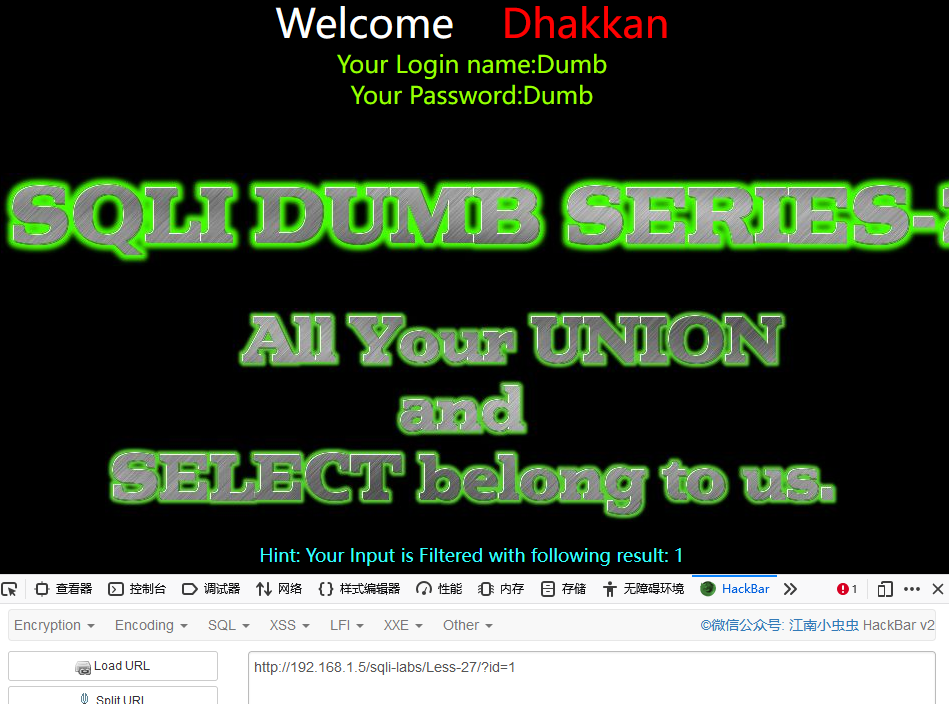 Welcome Dhakkan
Your Login name:Dumb
Your Password:Dumb
SQLI DUMB SERIES-
All Your UNION
and
SELECT belong to us.
Hint: Your Input is Filtered with following result: 1
查看器 控制台 调试器 网络 样式编辑器 性能 内存 存储 无障碍环境 HackBar 1
Encryption Encoding SQL XSS LFI XXE Other ©微信公众号: 江南小虫虫 HackBar v2
Load URL http://192.168.1.5/sqli-labs/Less-27/?id=1
Split URL